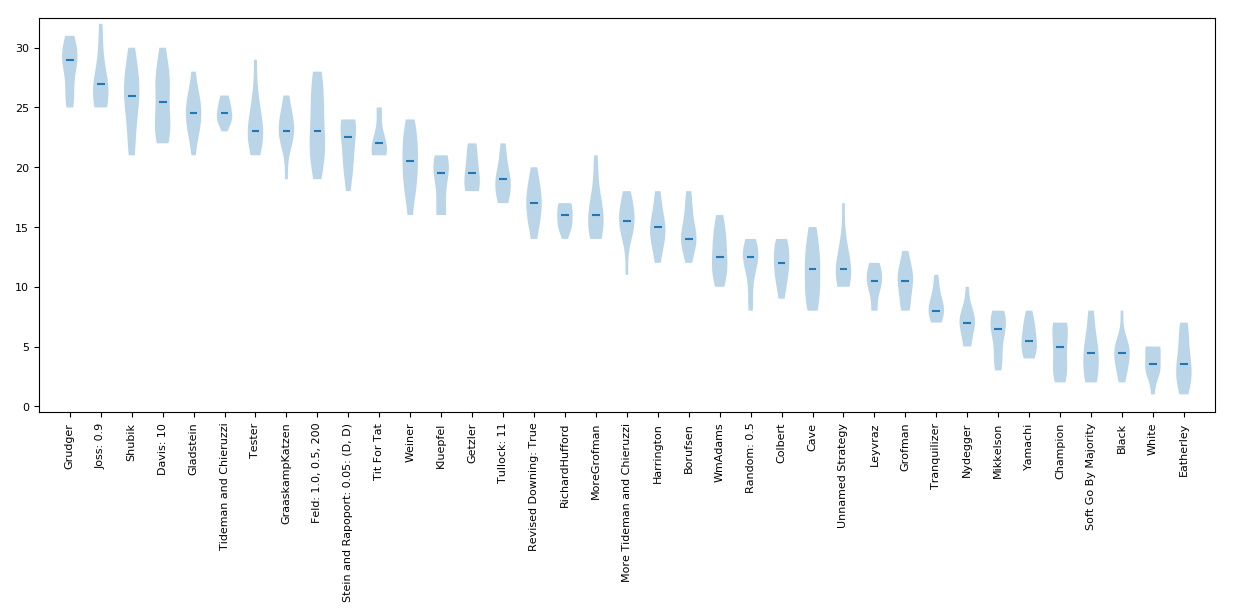 30
25
20
15
10
5
0
Grudger
Joss: 0.9
Shubik
Davis: 10
Gladstein
Tideman and Chieruzzi
Tester
GraaskampKatzen
Feld: 1.0, 0.5, 200
Stein and Rapoport: 0.05: (D, D)
Tit For Tat
Weiner
Kluepfel
Getzler
Tullock: 11
Revised Downing: True
RichardHufford
MoreGrofman
More Tideman and Chieruzzi
Harrington
Borufsen
WmAdams
Random: 0.5
Colbert
Cave
Unnamed Strategy
Leyvraz
Grofman
Tranquilizer
Nydegger
Mikkelson
Yamachi
Champion
Soft Go By Majority
Black
White
Eatherley